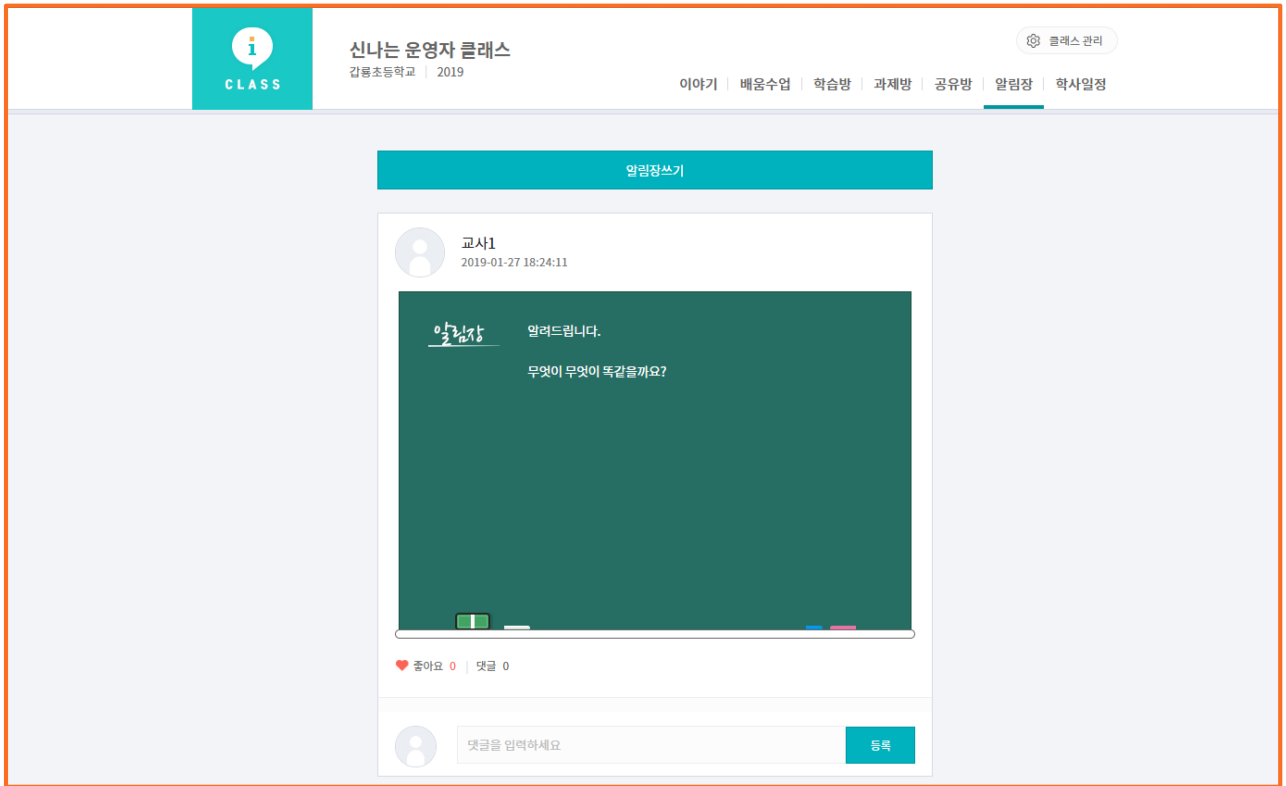 i
CLASS
신나는 운영자 클래스
갑룡초등학교 2019
클래스 관리
이야기 배움수업 학습방 과제방 공유방 알림장 학사일정
알림장쓰기
교사1
2019-01-27 18:24:11
알림장
알려드립니다.
무엇이 무엇이 똑같을까요?
좋아요 0 댓글 0
댓글을 입력하세요
등록